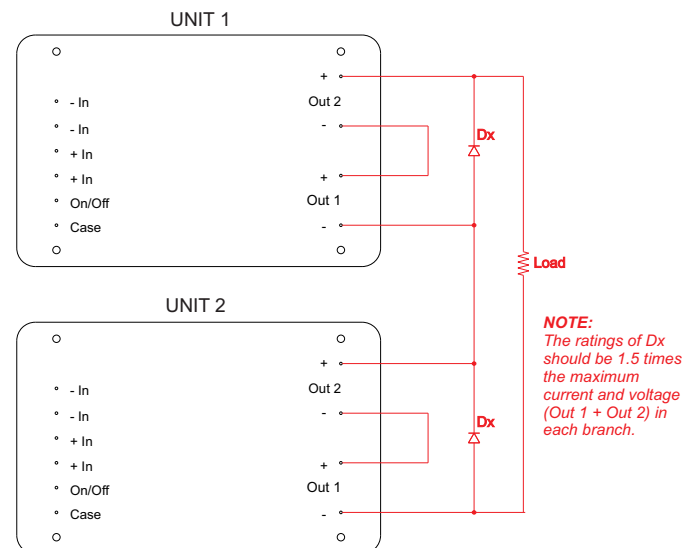 UNIT 1
+
- In
Out 2
- In
-
Dx
+ In
+ In
+
On/Off
Out 1
Case
-
Load
UNIT 2
NOTE:
The ratings of Dx
should be 1.5 times
the maximum
current and voltage
(Out 1 + Out 2) in
each branch.
+
- In
Out 2
- In
-
Dx
+ In
+ In
+
On/Off
Out 1
Case
-